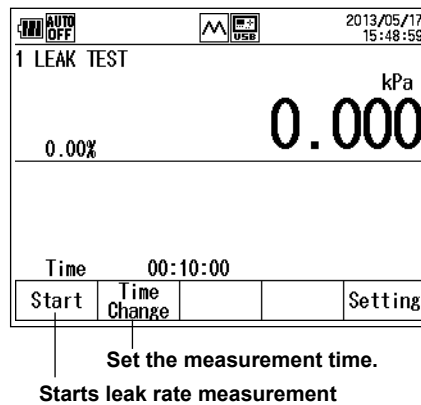 AUTO OFF USB 2013/05/17
15:48:59
1 LEAK TEST
kPa
0.000
0.00%
Time 00:10:00
Start Time Change Setting
Set the measurement time.
Starts leak rate measurement